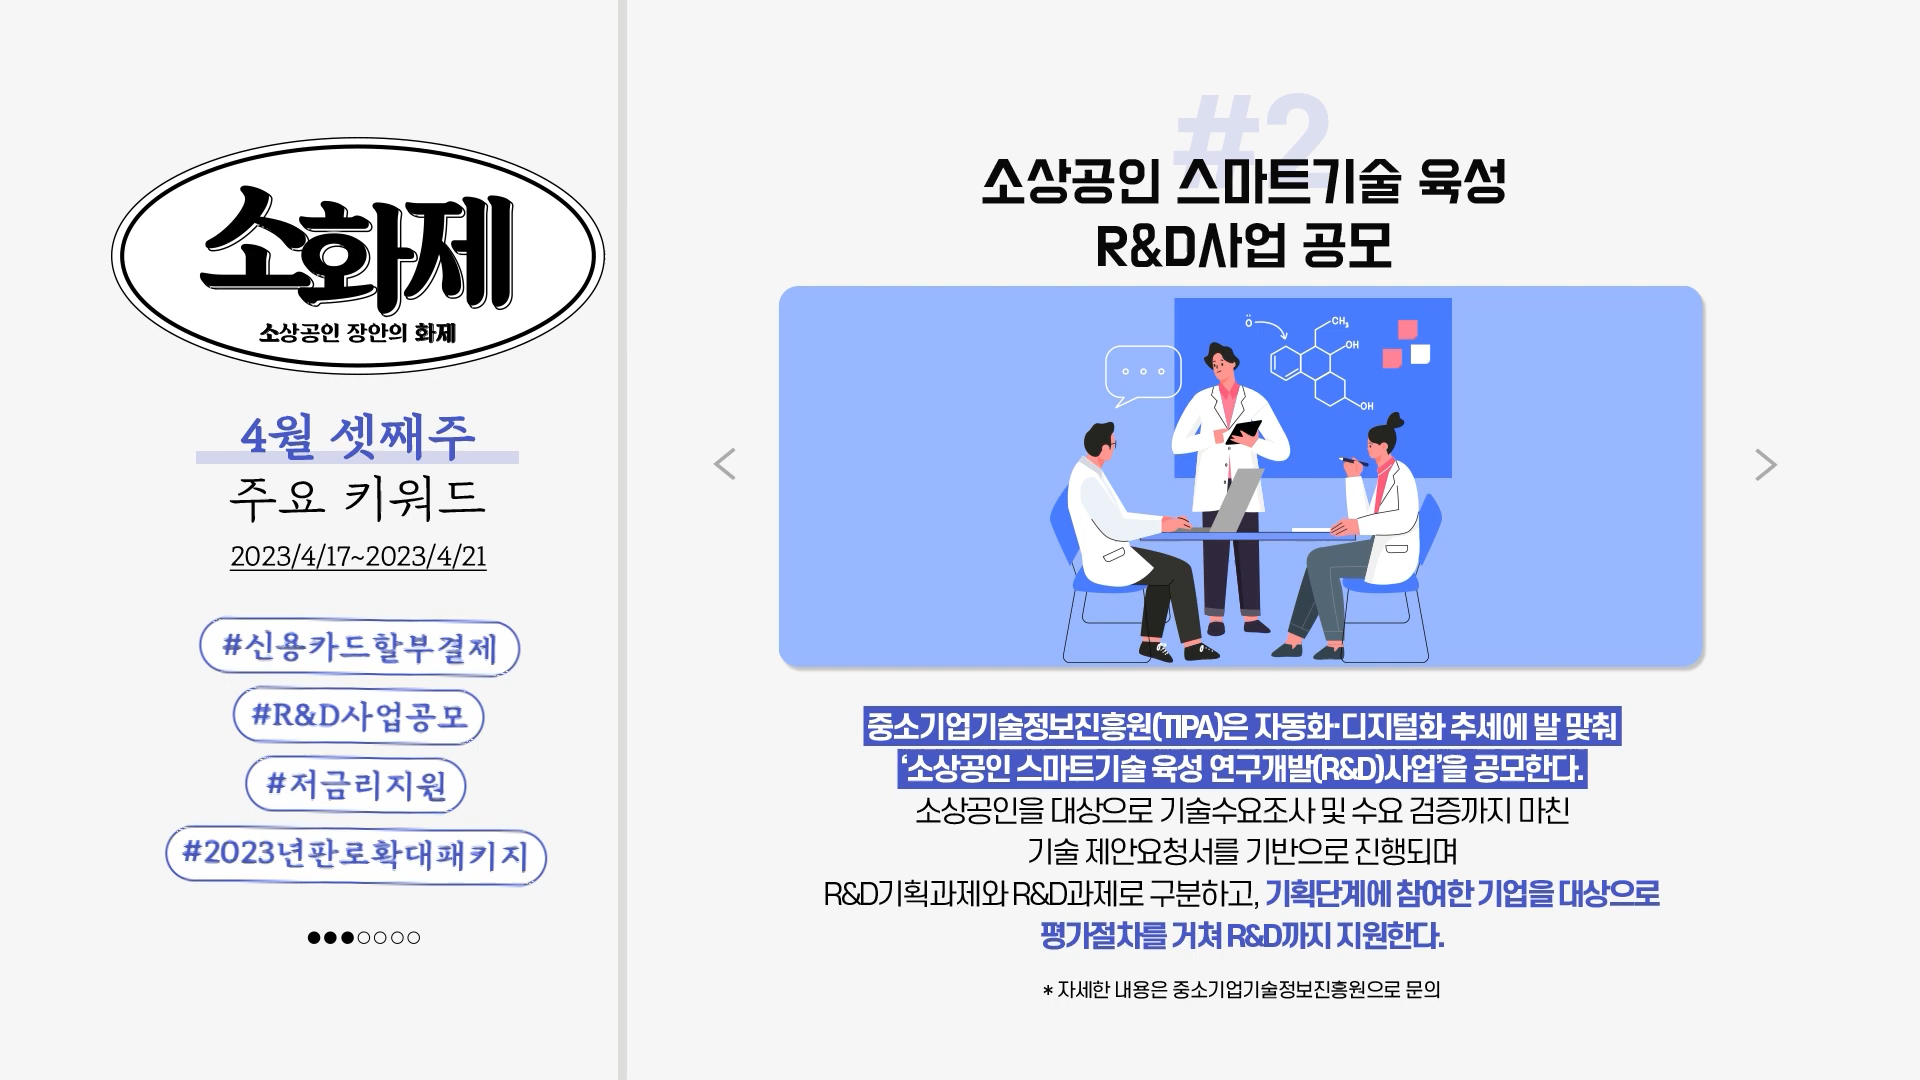 소화제
소상공인 장안의 화제
4월 셋째주
주요 키워드
2023/4/17~2023/4/21
#신용카드할부결제
#R&D사업공모
#저금리지원
#2023년판로확대패키지
#2
소상공인 스마트기술 육성
R&D사업 공모
Ö
CH3
OH
OH
중소기업기술정보진흥원(TIPA)은 자동화·디지털화 추세에 발 맞춰
‘소상공인 스마트기술 육성 연구개발(R&D)사업’을 공모한다.
소상공인을 대상으로 기술수요조사 및 수요 검증까지 마친
기술 제안요청서를 기반으로 진행되며
R&D기획과제와 R&D과제로 구분하고, 기획단계에 참여한 기업을 대상으로
평가절차를 거쳐 R&D까지 지원한다.
* 자세한 내용은 중소기업기술정보진흥원으로 문의